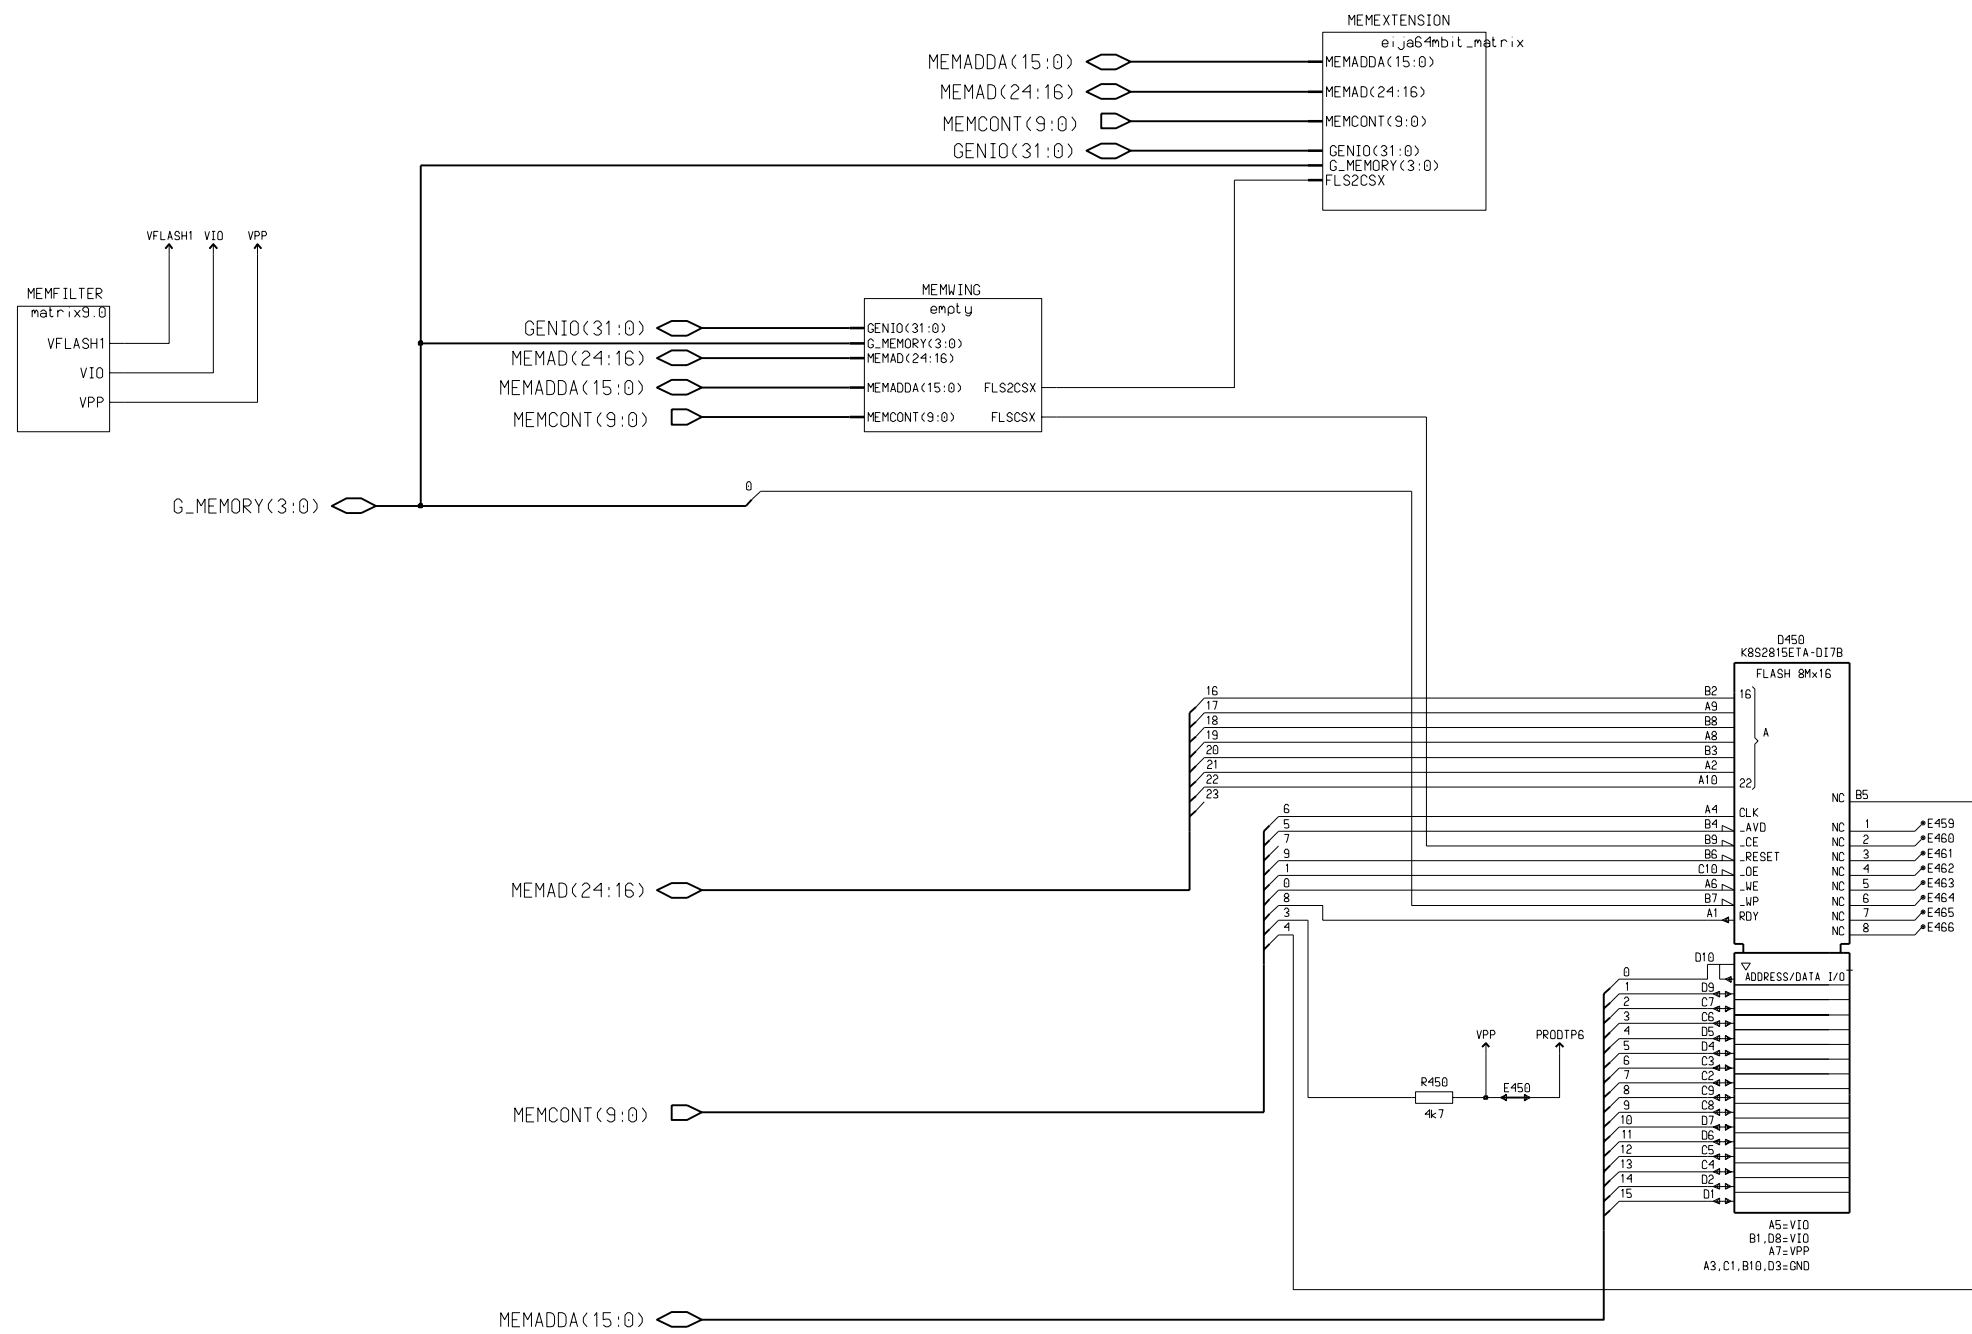 MEMEXTENSION
eija64mbit_matrix
MEMADDA(15:0)
MEMADDA(15:0)
MEMAD(24:16)
MEMAD(24:16)
MEMCONT(9:0)
MEMCONT(9:0)
GENIO(31:0)
GENIO(31:0)
G_MEMORY(3:0)
FLS2CSX
VFLASH1 VIO VPP
MEMFILTER
matrix9.0
VFLASH1
VIO
VPP
MEMWING
empty
GENIO(31:0)
GENIO(31:0)
G_MEMORY(3:0)
MEMAD(24:16)
MEMAD(24:16)
MEMADDA(15:0)
MEMADDA(15:0) FLS2CSX
MEMCONT(9:0)
MEMCONT(9:0) FLSCSX
0
G_MEMORY(3:0)
D450
K8S2815ETA-DI7B
FLASH 8Mx16
16 B2 16
17 A9
18 B8
19 A8 A
20 B3
21 A2
22 A10 22
23
NC B5
6 A4 CLK
5 B4 _AVD NC 1 E459
7 B9 _CE NC 2 E460
9 B6 _RESET NC 3 E461
1 C10 _OE NC 4 E462
0 A6 _WE NC 5 E463
8 B7 _WP NC 6 E464
3 A1 RDY NC 7 E465
4 NC 8 E466
MEMAD(24:16)
D10
0 ADDRESS/DATA I/O
1 D9
2 C7
3 C6
4 D5
5 D4
6 C3
7 C2
8 C9
9 C8
10 D7
11 D6
12 C5
13 C4
14 D2
15 D1
VPP PRODTP6
R450 E450
4k7
MEMCONT(9:0)
A5=VIO
B1,D8=VIO
A7=VPP
A3,C1,B10,D3=GND
MEMADDA(15:0)